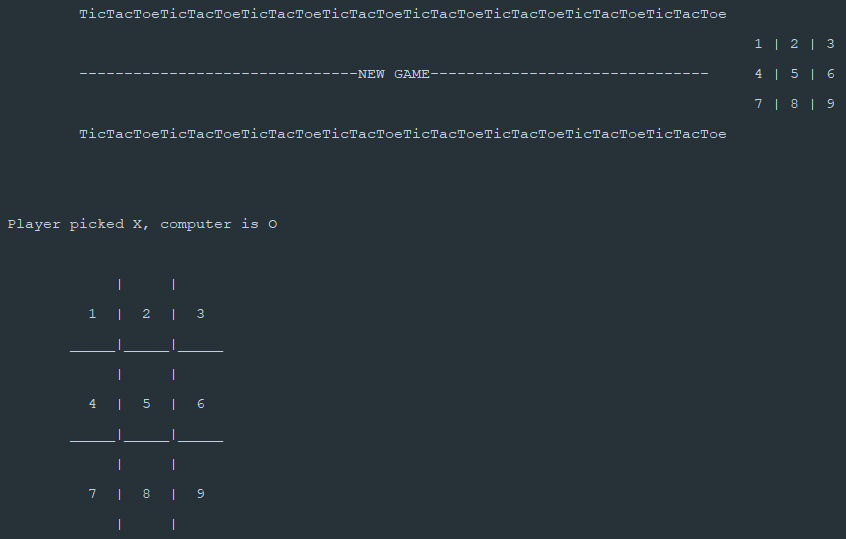 TicTacToeTicTacToeTicTacToeTicTacToeTicTacToeTicTacToeTicTacToeTicTacToe
1 | 2 | 3
-------------------------------NEW GAME------------------------------- 4 | 5 | 6
7 | 8 | 9
TicTacToeTicTacToeTicTacToeTicTacToeTicTacToeTicTacToeTicTacToeTicTacToe
Player picked X, computer is O
|     |
1  |  2  |  3
_____|_____|_____
|     |
4  |  5  |  6
_____|_____|_____
|     |
7  |  8  |  9
|     |